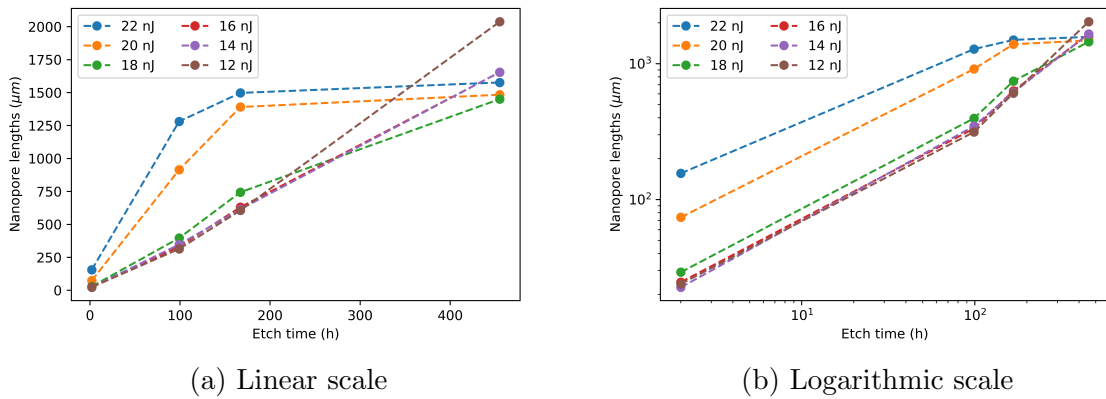 2000
1750
1500
1250
1000
750
500
250
0
Nanopore lengths (μm)
22 nJ
20 nJ
18 nJ
16 nJ
14 nJ
12 nJ
0 100 200 300 400
Etch time (h)
(a) Linear scale
10³
10²
Nanopore lengths (μm)
22 nJ
20 nJ
18 nJ
16 nJ
14 nJ
12 nJ
10¹ 10²
Etch time (h)
(b) Logarithmic scale